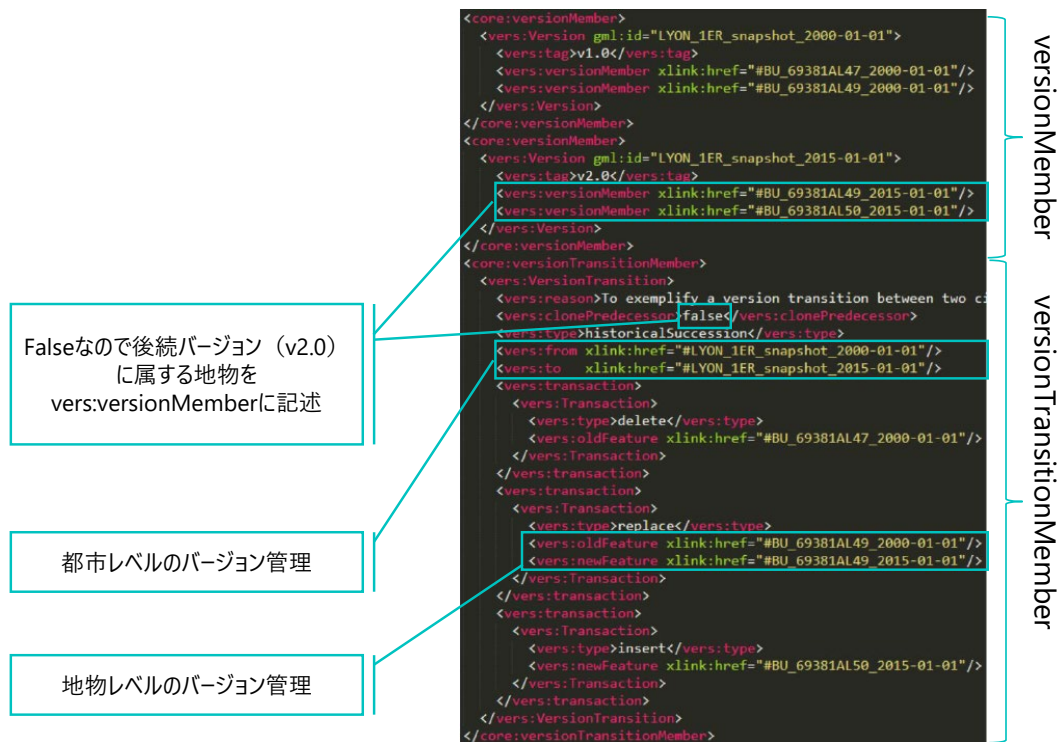 <core:versionMember>
<vers:Version gml:id="LYON_1ER_snapshot_2000-01-01">
<vers:tag>v1.0</vers:tag>
<vers:versionMember xlink:href="#BU_69381AL47_2000-01-01"/>
<vers:versionMember xlink:href="#BU_69381AL49_2000-01-01"/>
</vers:Version>
</core:versionMember>
<core:versionMember>
<vers:Version gml:id="LYON_1ER_snapshot_2015-01-01">
<vers:tag>v2.0</vers:tag>
<vers:versionMember xlink:href="#BU_69381AL49_2015-01-01"/>
<vers:versionMember xlink:href="#BU_69381AL50_2015-01-01"/>
</vers:Version>
</core:versionMember>
<core:versionTransitionMember>
<vers:VersionTransition>
<vers:reason>To exemplify a version transition between two ci
<vers:clonePredecessor>false</vers:clonePredecessor>
<vers:type>historicalSuccession</vers:type>
<vers:from xlink:href="#LYON_1ER_snapshot_2000-01-01"/>
<vers:to xlink:href="#LYON_1ER_snapshot_2015-01-01"/>
<vers:transaction>
<vers:Transaction>
<vers:type>delete</vers:type>
<vers:oldFeature xlink:href="#BU_69381AL47_2000-01-01"/>
</vers:Transaction>
</vers:transaction>
<vers:transaction>
<vers:Transaction>
<vers:type>replace</vers:type>
<vers:oldFeature xlink:href="#BU_69381AL49_2000-01-01"/>
<vers:newFeature xlink:href="#BU_69381AL49_2015-01-01"/>
</vers:Transaction>
</vers:transaction>
<vers:transaction>
<vers:Transaction>
<vers:type>insert</vers:type>
<vers:newFeature xlink:href="#BU_69381AL50_2015-01-01"/>
</vers:Transaction>
</vers:transaction>
</vers:VersionTransition>
</core:versionTransitionMember>
versionMember
versionTransitionMember
Falseなので後続バージョン（v2.0）
に属する地物を
vers:versionMemberに記述
都市レベルのバージョン管理
地物レベルのバージョン管理